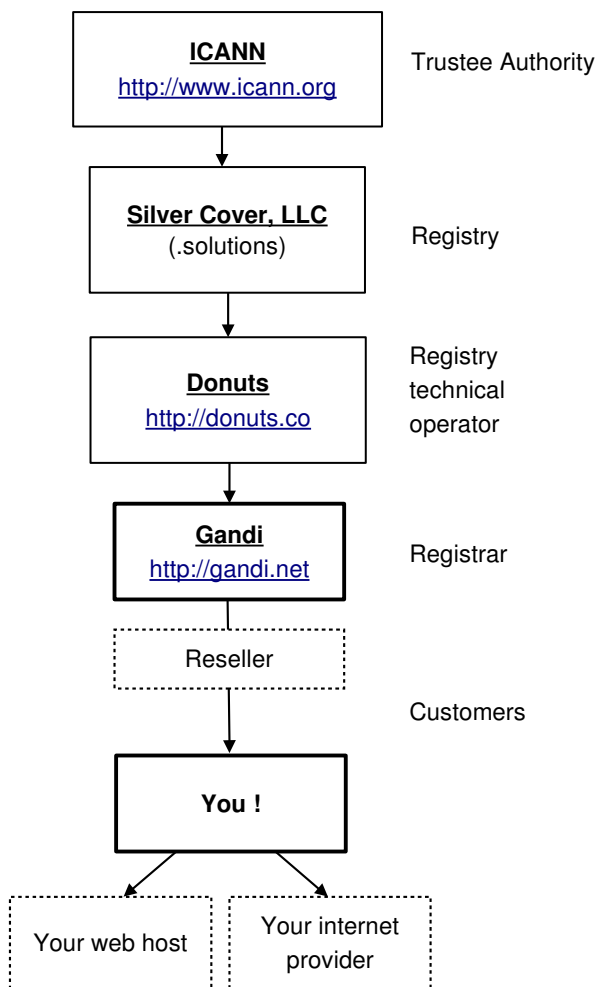 ICANN
http://www.icann.org
Trustee Authority
Silver Cover, LLC
(.solutions)
Registry
Donuts
http://donuts.co
Registry
technical
operator
Gandi
http://gandi.net
Registrar
Reseller
Customers
You !
Your web host
Your internet
provider